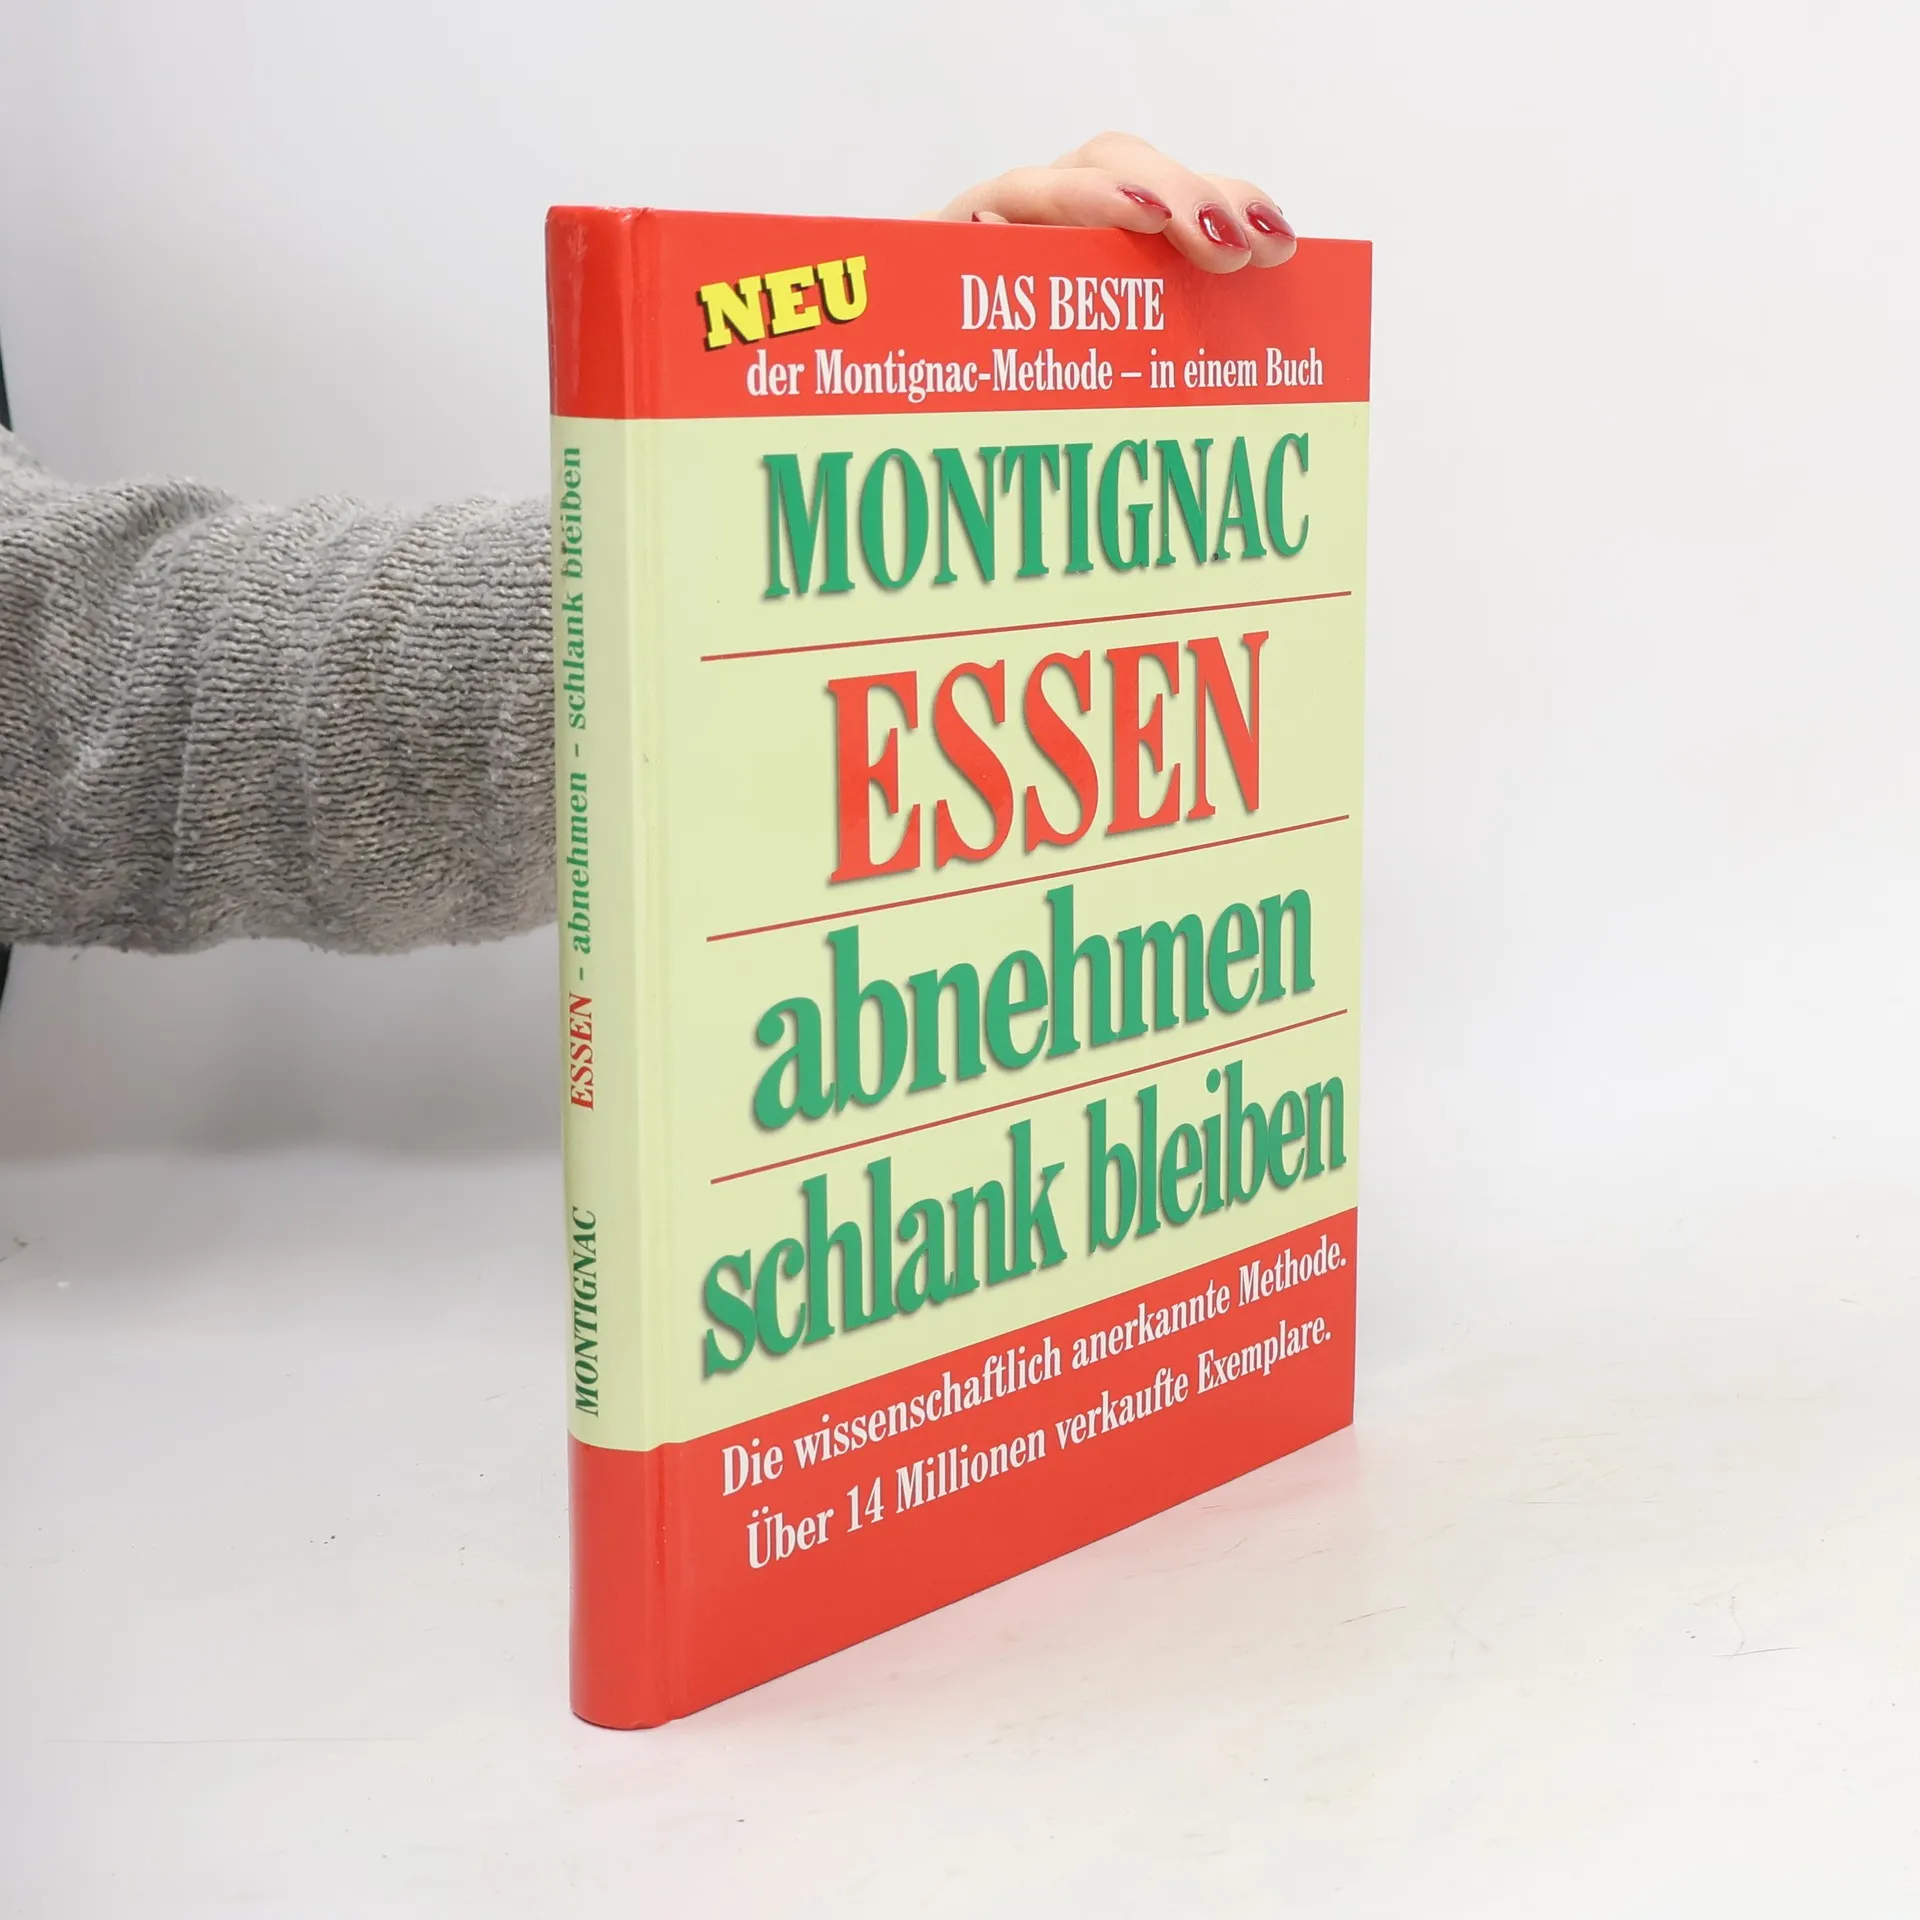 NEU
DAS BESTE
der Montignac-Methode – in einem Buch
MONTIGNAC
ESSEN
abnehmen
schlank bleiben
Die wissenschaftlich anerkannte Methode.
Über 14 Millionen verkaufte Exemplare.
MONTIGNAC ESSEN - abnehmen - schlank bleiben